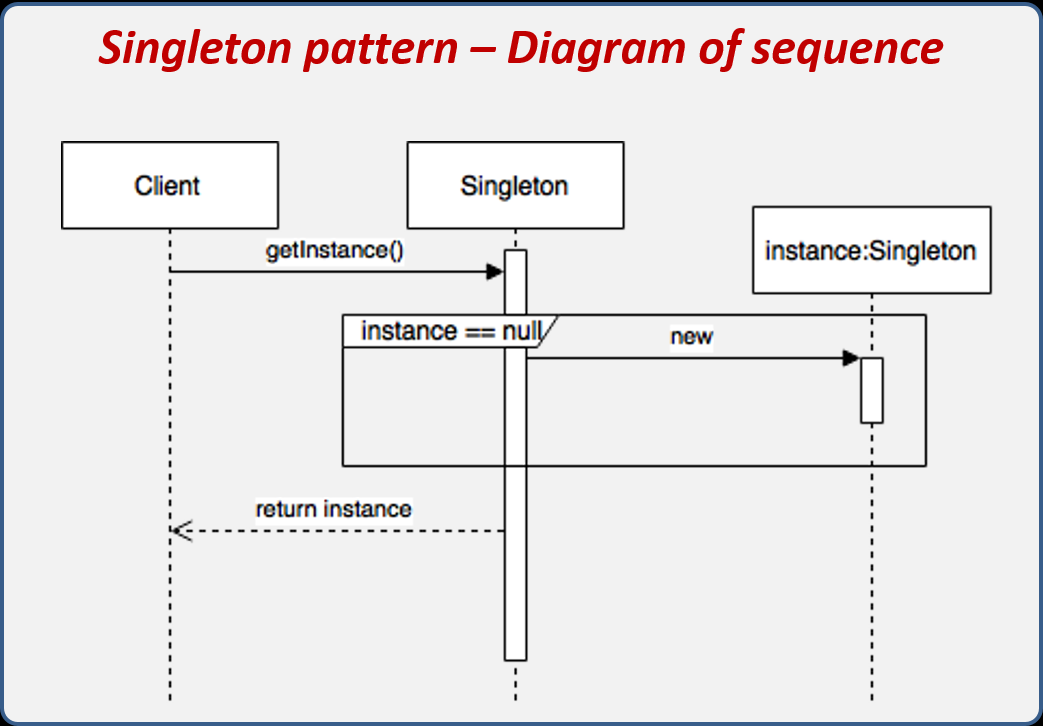 Singleton pattern – Diagram of sequence
Client
Singleton
instance:Singleton
getInstance()
instance == null
new
return instance